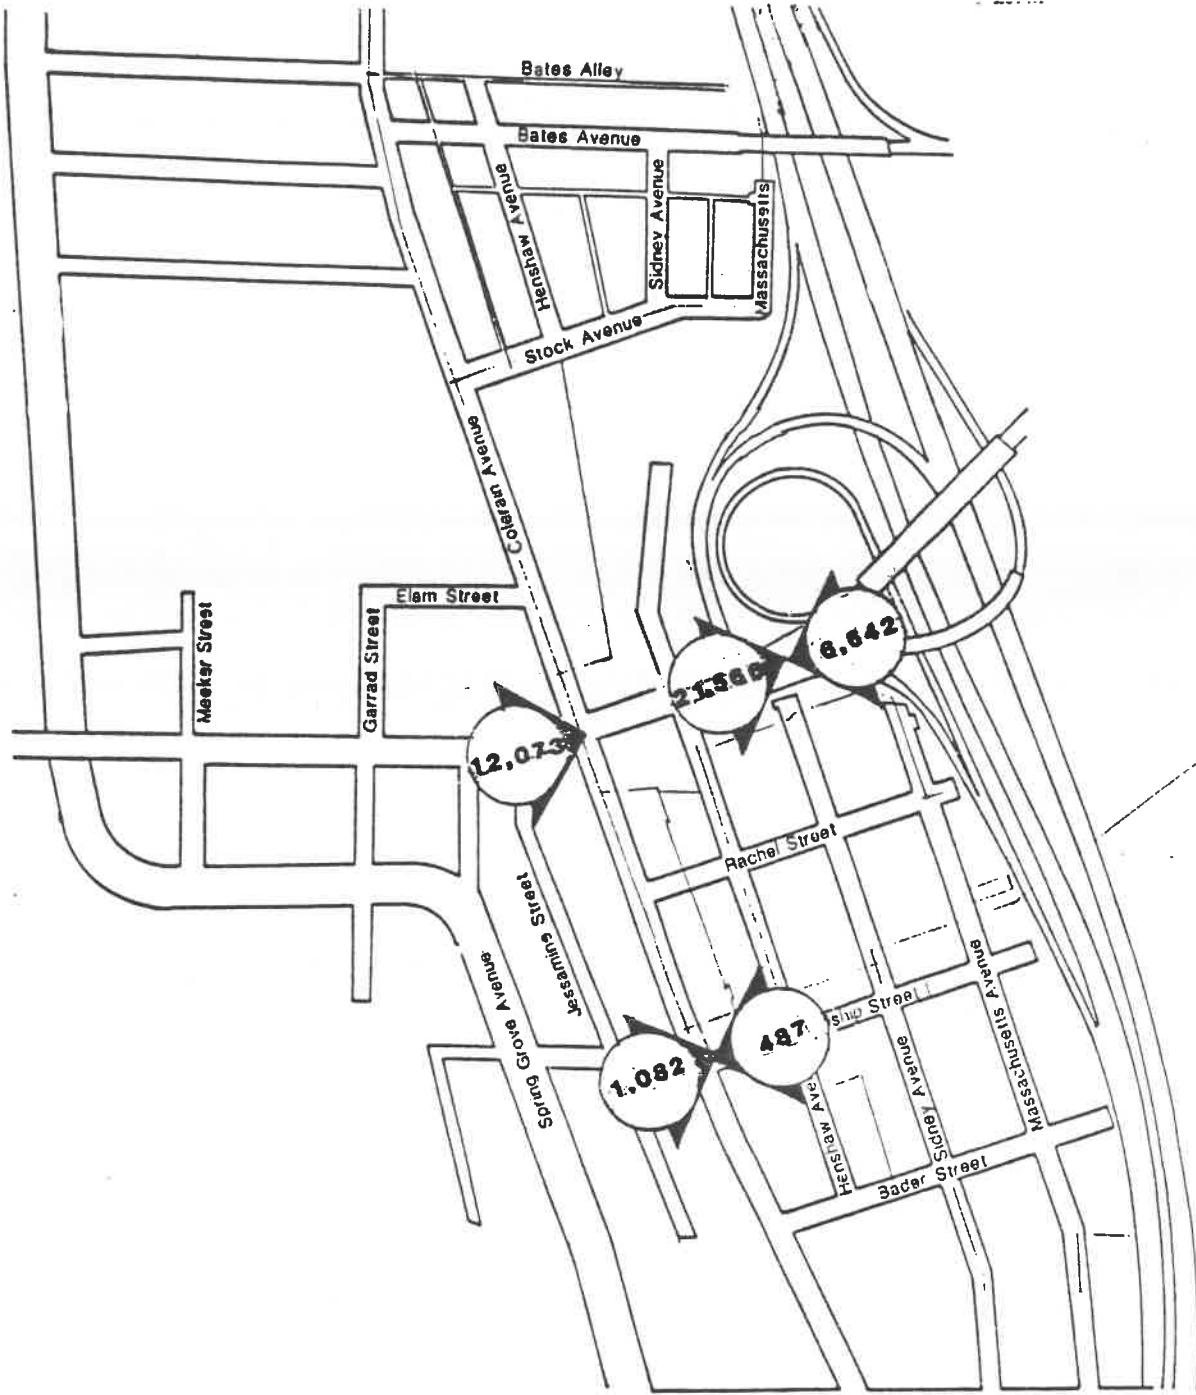 Bates Alley
Bates Avenue
Henshaw Avenue
Sidney Avenue
Massachusetts
Stock Avenue
Colerain Avenue
Elam Street
Meeker Street
Garrad Street
6,642
12,073
Rachel Street
Jessamine Street
Spring Grove Avenue
Massachusetts Avenue
ship Street
487
1,082
Henshaw Ave
Sidney Avenue
Bader Street